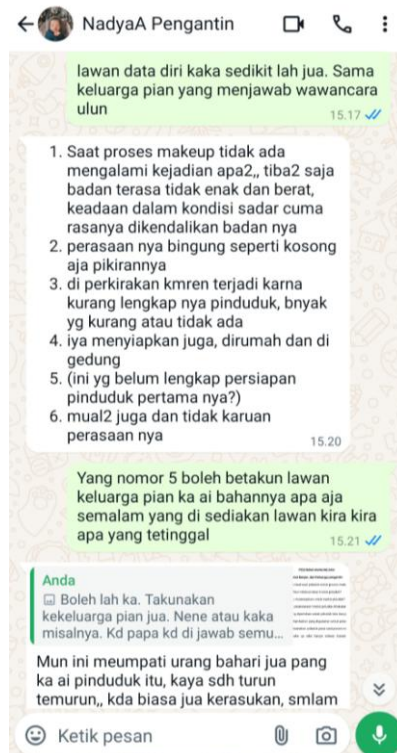 NadyaA Pengantin
lawan data diri kaka sedikit lah jua. Sama
keluarga pian yang menjawab wawancara
ulun
15.17
1. Saat proses makeup tidak ada
mengalami kejadian apa2,, tiba2 saja
badan terasa tidak enak dan berat,
keadaan dalam kondisi sadar cuma
rasanya dikendalikan badan nya
2. perasaan nya bingung seperti kosong
aja pikirannya
3. di perkirakan kmren terjadi karna
kurang lengkap nya pinduduk, bnyak
yg kurang atau tidak ada
4. iya menyiapkan juga, dirumah dan di
gedung
5. (ini yg belum lengkap persiapan
pinduduk pertama nya?)
6. mual2 juga dan tidak karuan
perasaan nya
15.20
Yang nomor 5 boleh betakun lawan
keluarga pian ka ai bahannya apa aja
semalam yang di sediakan lawan kira kira
apa yang tetinggal
15.21
Anda
Boleh lah ka. Takunakan
kekeluarga pian jua. Nene atau kaka
misalnya. Kd papa kd di jawab semu...
Mun ini meumpati urang bahari jua pang
ka ai pinduduk itu, kaya sdh turun
temurun,, kda biasa jua kerasukan, smlam
Ketik pesan